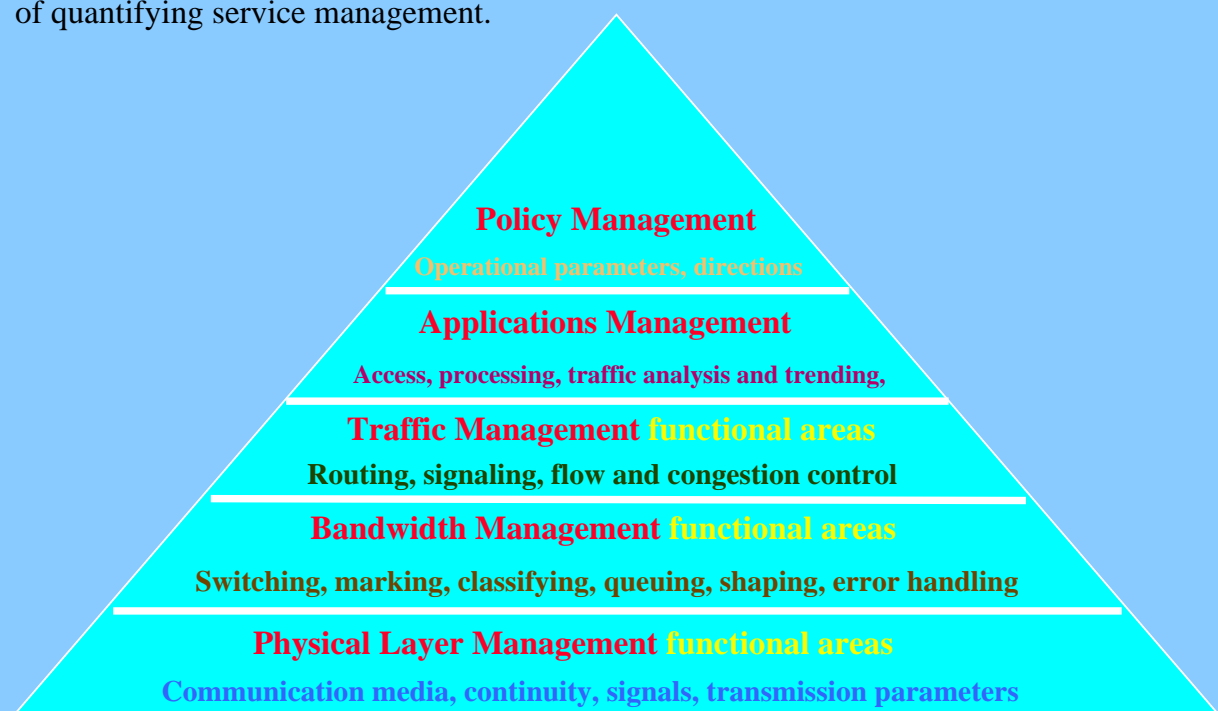 of quantifying service management.
Policy Management
Operational parameters, directions
Applications Management
Access, processing, traffic analysis and trending,
Traffic Management functional areas
Routing, signaling, flow and congestion control
Bandwidth Management functional areas
Switching, marking, classifying, queuing, shaping, error handling
Physical Layer Management functional areas
Communication media, continuity, signals, transmission parameters